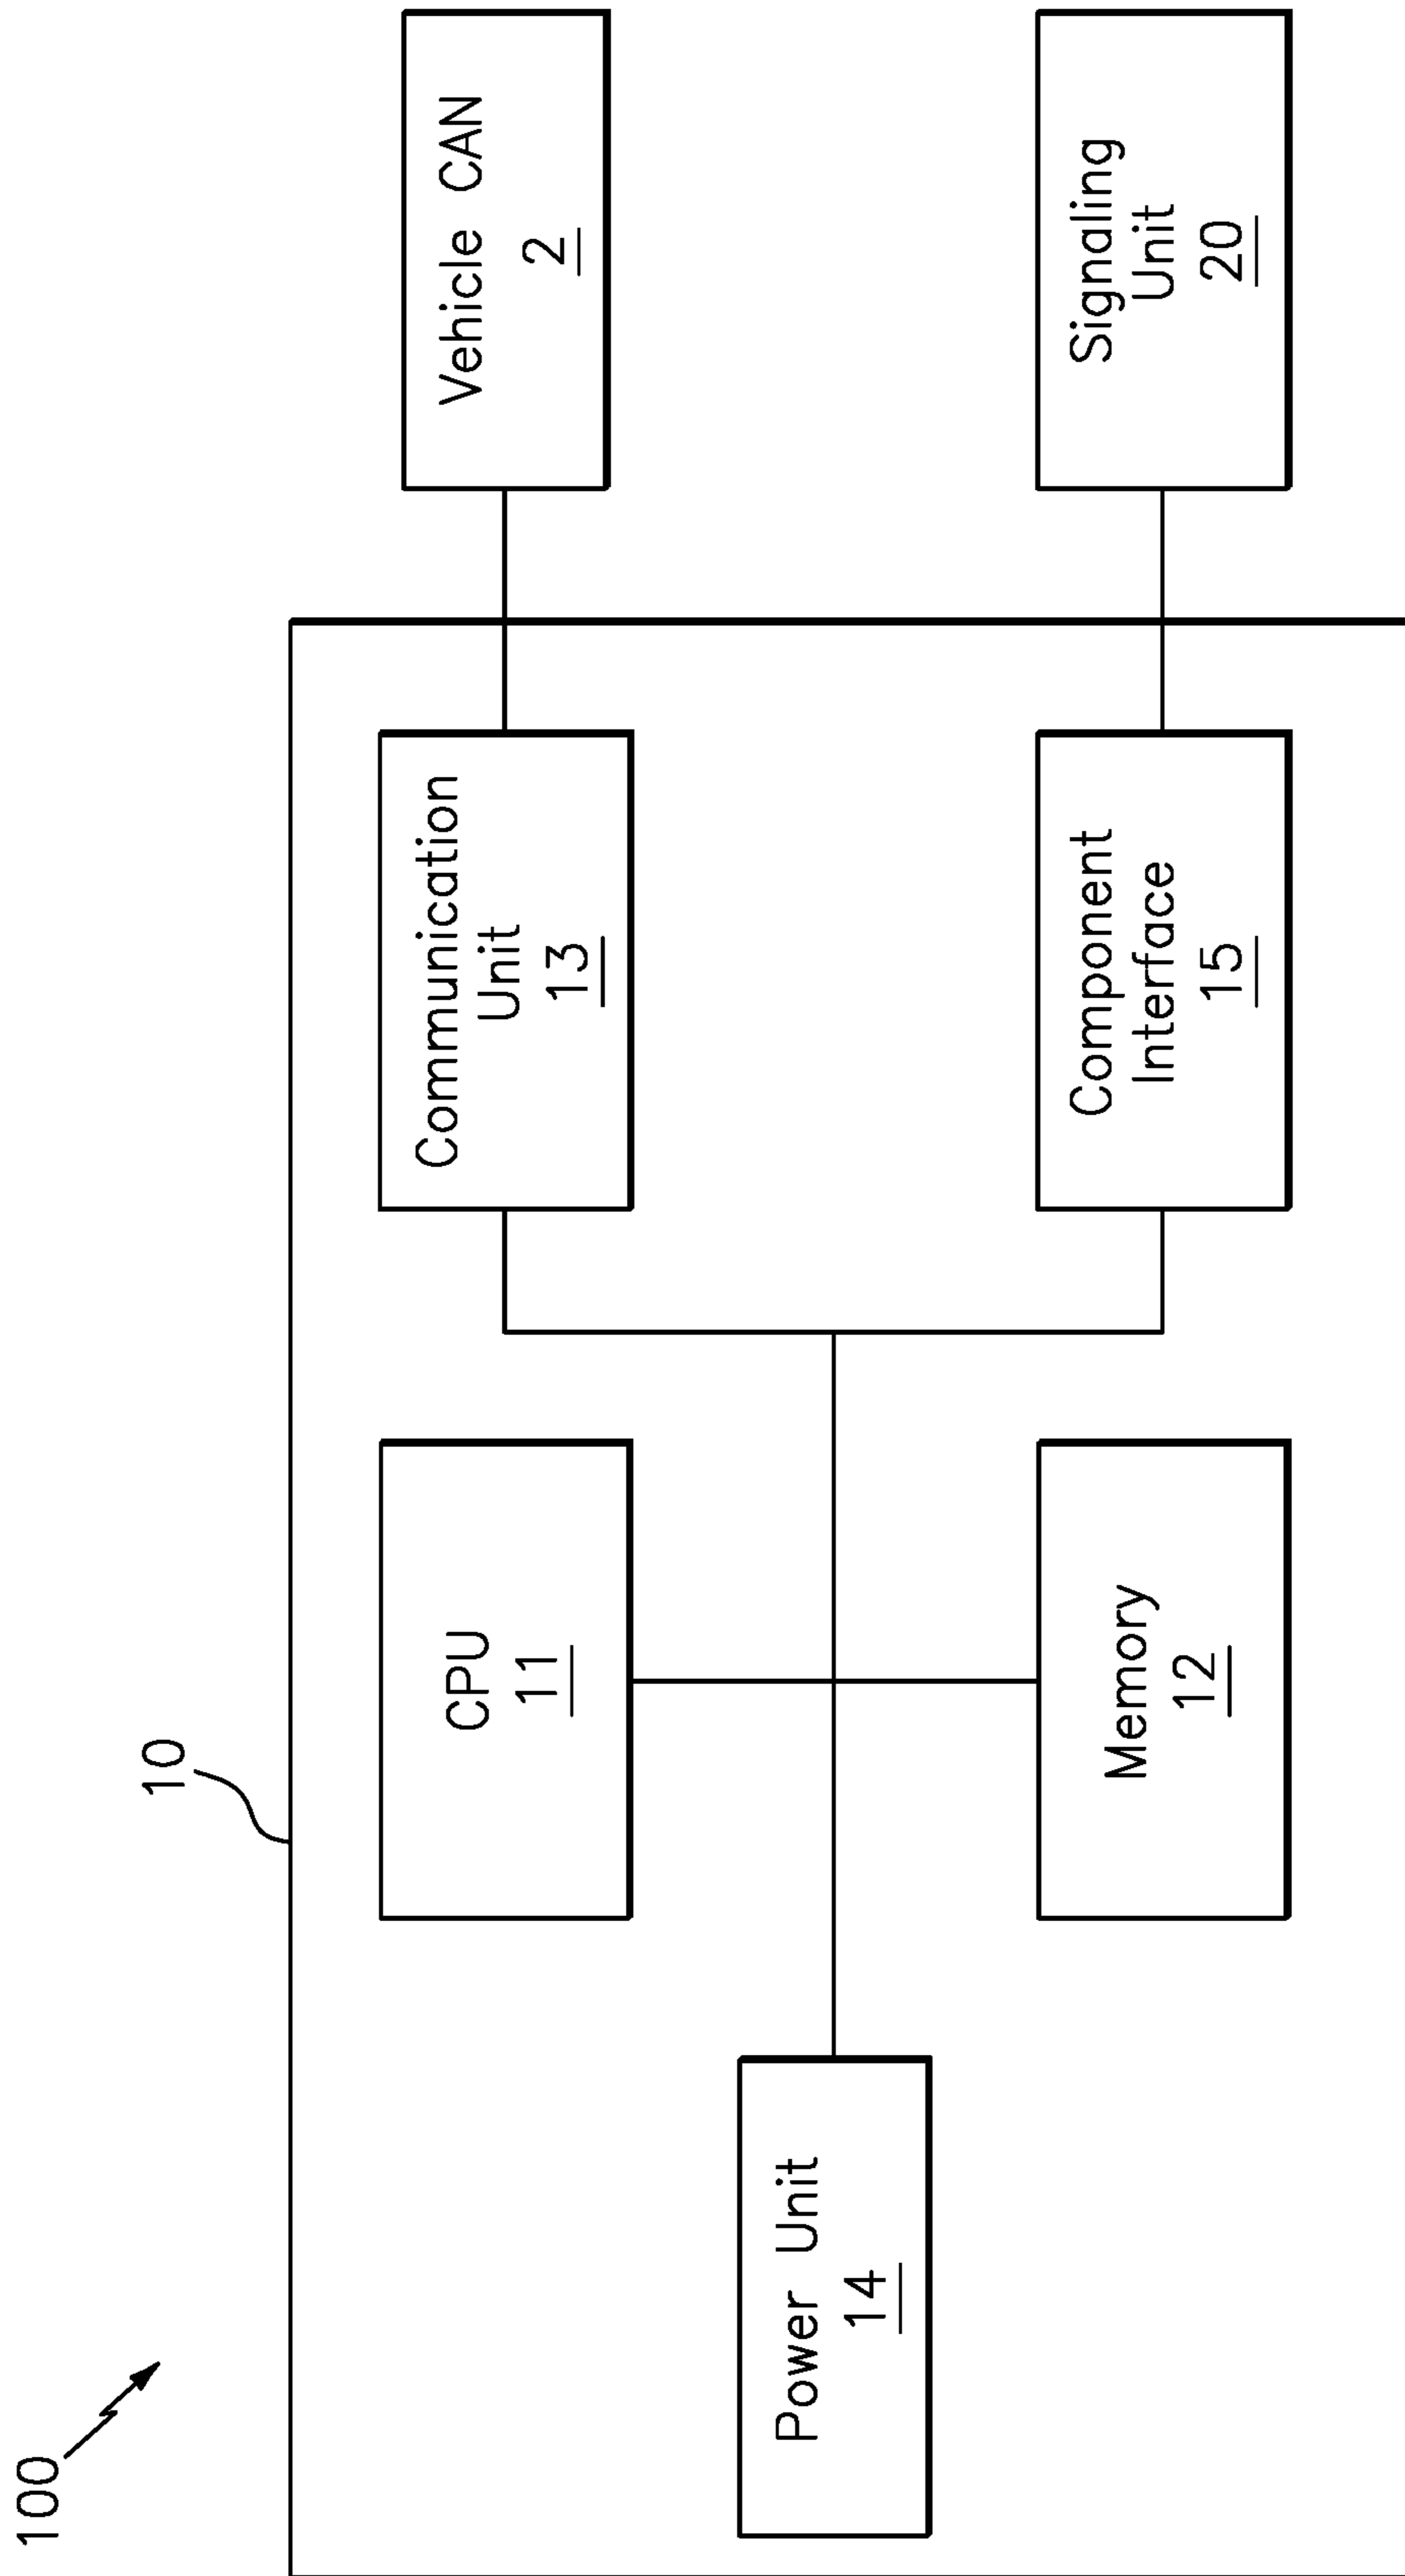 100
10
CPU
11
Communication
Unit
13
Vehicle CAN
2
Power Unit
14
Memory
12
Component
Interface
15
Signaling
Unit
20